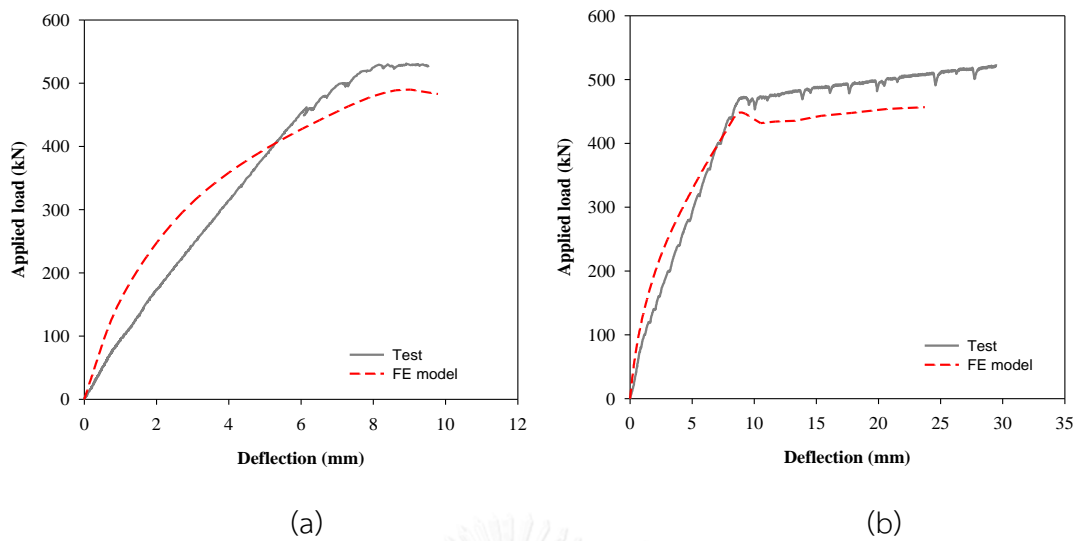 600
500
400
300
200
100
0
Applied load (kN)
Test
FE model
0 2 4 6 8 10 12
Deflection (mm)
(a)
600
500
400
300
200
100
0
Applied load (kN)
Test
FE model
0 5 10 15 20 25 30 35
Deflection (mm)
(b)